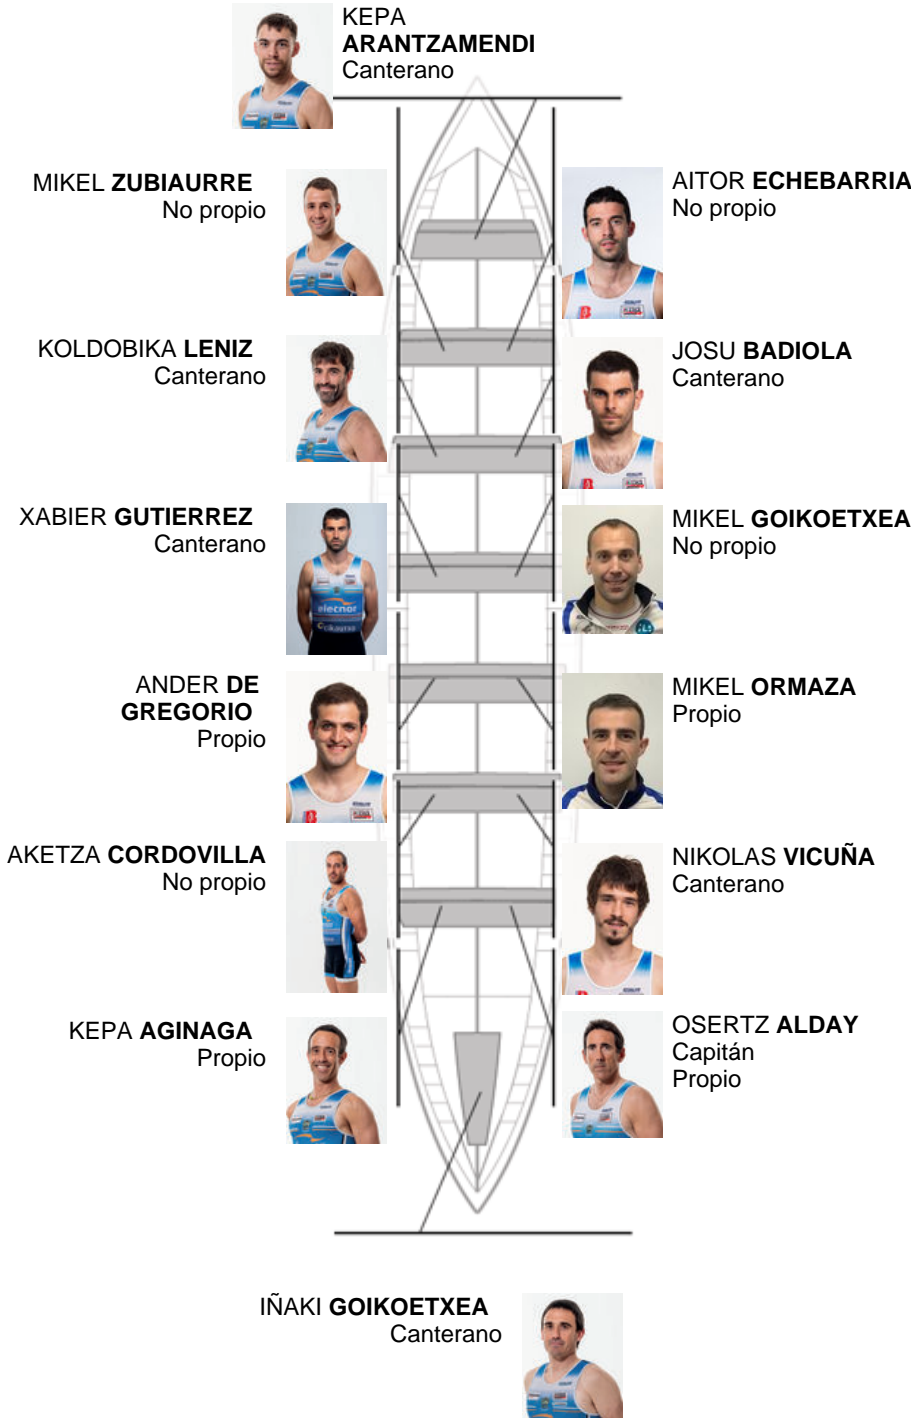 KEPA
ARANTZAMENDI
Canterano
MIKEL ZUBIAURRE
No propio
AITOR ECHEBARRIA
No propio
KOLDOBIKA LENIZ
Canterano
JOSU BADIOLA
Canterano
XABIER GUTIERREZ
Canterano
elecnor
MIKEL GOIKOETXEA
No propio
ANDER DE
GREGORIO
Propio
MIKEL ORMAZA
Propio
AKETZA CORDOVILLA
No propio
NIKOLAS VICUÑA
Canterano
KEPA AGINAGA
Propio
OSERTZ ALDAY
Capitán
Propio
IÑAKI GOIKOETXEA
Canterano